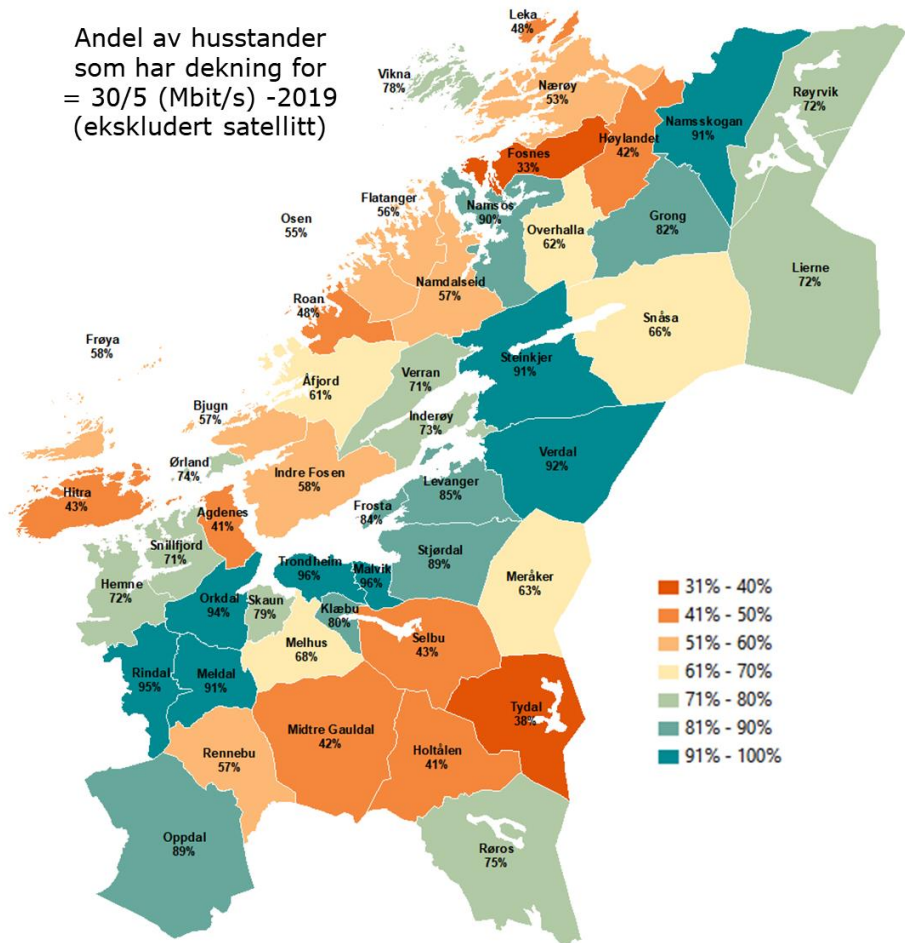 Andel av husstander
som har dekning for
= 30/5 (Mbit/s) -2019
(ekskludert satellitt)
Leka
48%
Vikna
78%
Nærøy
53%
Røyrvik
72%
Namsskogan
91%
Høylandet
42%
Fosnes
33%
Flatanger
56%
Namsos
90%
Osen
55%
Overhalla
62%
Grong
82%
Lierne
72%
Namdalseid
57%
Roan
48%
Snåsa
66%
Frøya
58%
Steinkjer
91%
Verran
71%
Åfjord
61%
Bjugn
57%
Inderøy
73%
Verdal
92%
Ørland
74%
Indre Fosen
58%
Levanger
85%
Hitra
43%
Frosta
84%
Agdenes
41%
Snillfjord
71%
Stjørdal
89%
Trondheim
96%
Malvik
96%
Meråker
63%
Hemne
72%
Orkdal
94%
Skaun
79%
Klæbu
80%
Melhus
68%
Selbu
43%
Rindal
95%
Meldal
91%
Tydal
38%
Midtre Gauldal
42%
Holtålen
41%
Rennebu
57%
Oppdal
89%
Røros
75%
31% - 40%
41% - 50%
51% - 60%
61% - 70%
71% - 80%
81% - 90%
91% - 100%